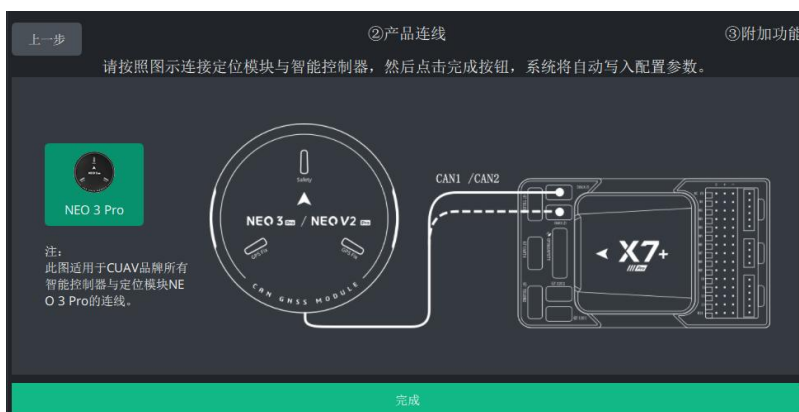 上一步
②产品连线
③附加功能
请按照图示连接定位模块与智能控制器，然后点击完成按钮，系统将自动写入配置参数。
NEO 3 Pro
注：
此图适用于CUAV品牌所有
智能控制器与定位模块NE
O 3 Pro的连线。
Safety
NEO 3 Pro / NEO V2 Pro
GPS Fix
GPS Fix
CAN GNSS MODULE
CAN1 /CAN2
X7+
Pro
完成